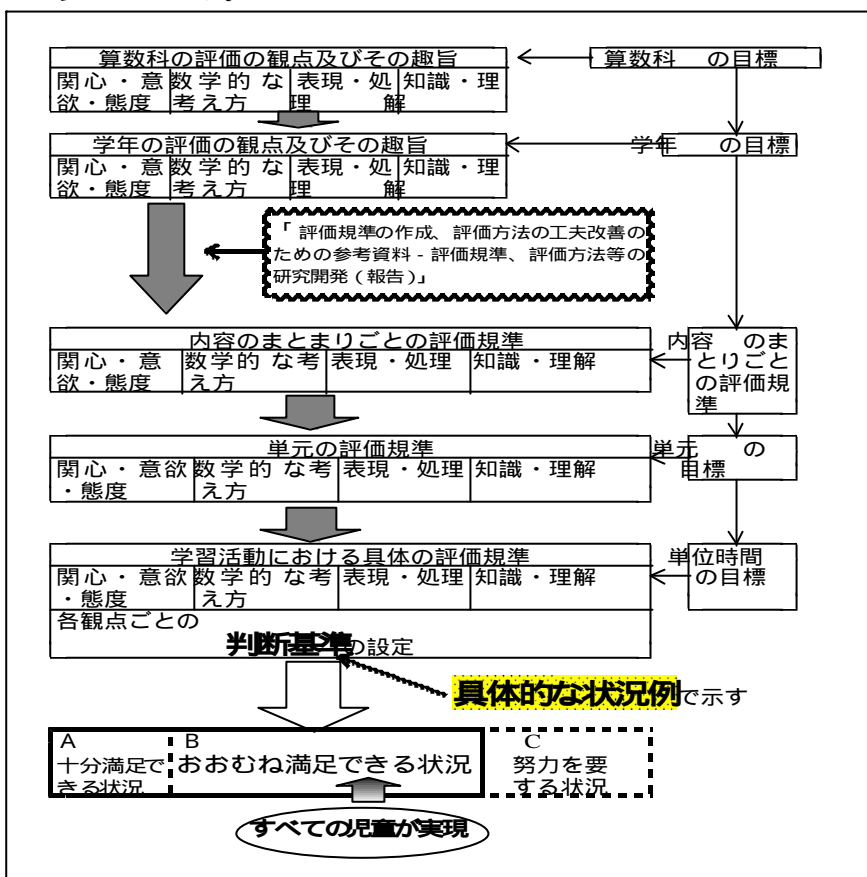 算数科の評価の観点及びその趣旨
算数科 の目標
関心・意欲・態度
数学的な考え方
表現・処理
知識・理解
学年の評価の観点及びその趣旨
学年 の目標
関心・意欲・態度
数学的な考え方
表現・処理
知識・理解
「評価規準の作成、評価方法の工夫改善の
ための参考資料-評価規準、評価方法等の
研究開発(報告)」
内容のまとまりごとの評価規準
内容 のま
とりごと
の評価規
準
関心・意
欲・態度
数学的 な考
え方
表現・処理
知識・理解
単元の評価規準
単元 の
目標
関心・意欲
・態度
数学的 な考
え方
表現・処理
知識・理解
学習活動における具体の評価規準
単位時間
の目標
関心・意欲
・態度
数学的 な考
え方
表現・処理
知識・理解
各観点ごとの
判断基準の設定
具体的な状況例で示す
A
十分満足で
きる状況
B
おおむね満足できる状況
C
努力を要
する状況
すべての児童が実現